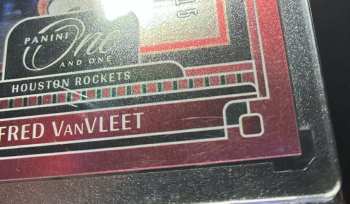 PANINI
One
AND ONE
HOUSTON ROCKETS
FRED VANVLEET